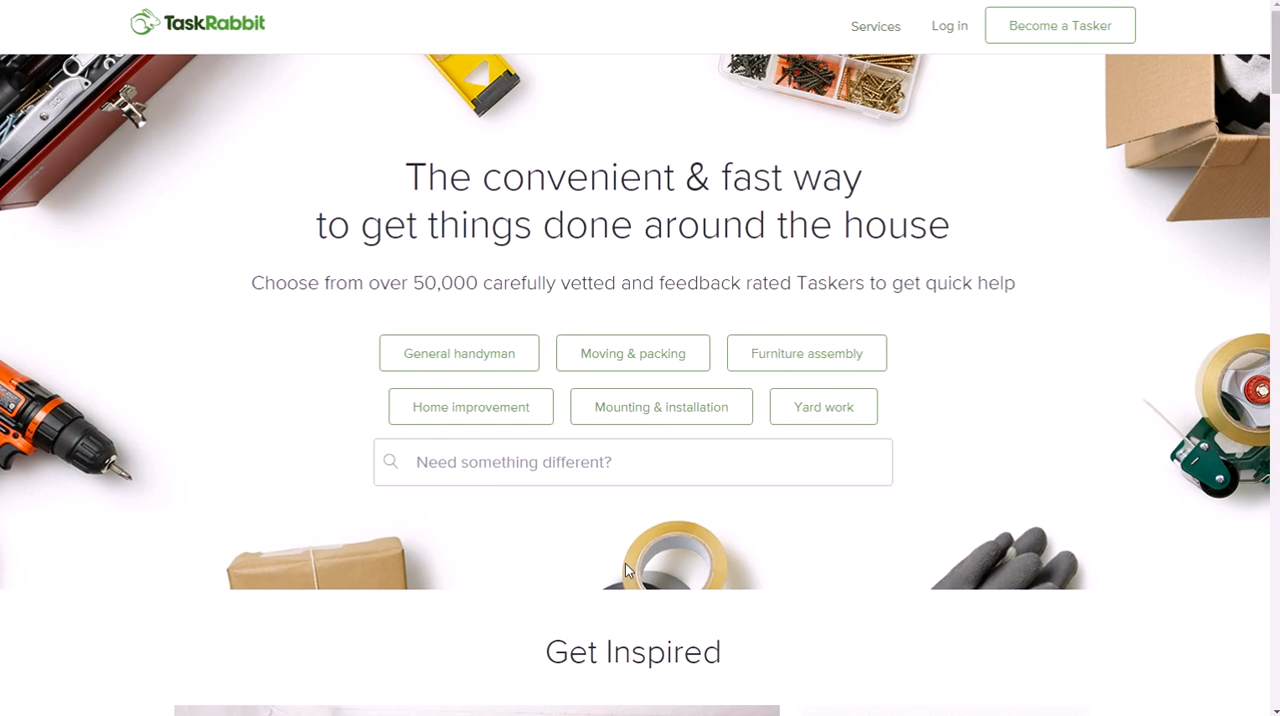 TaskRabbit
Services
Log in
Become a Tasker
The convenient & fast way
to get things done around the house
Choose from over 50,000 carefully vetted and feedback rated Taskers to get quick help
General handyman
Moving & packing
Furniture assembly
Home improvement
Mounting & installation
Yard work
Need something different?
Get Inspired